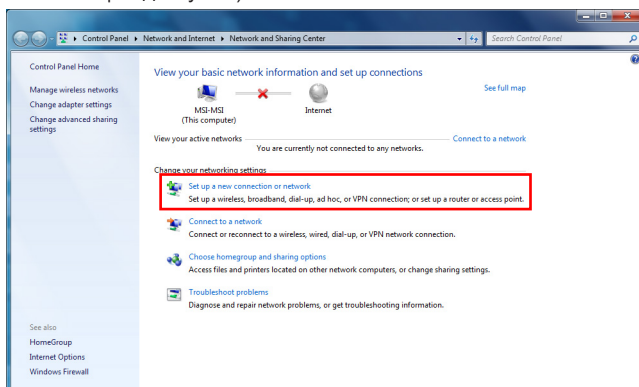 Control Panel ▸ Network and Internet ▸ Network and Sharing Center
Search Control Panel
Control Panel Home
Manage wireless networks
Change adapter settings
Change advanced sharing
settings
View your basic network information and set up connections
See full map
MSI-MSI
(This computer)
Internet
View your active networks
Connect to a network
You are currently not connected to any networks.
Change your networking settings
Set up a new connection or network
Set up a wireless, broadband, dial-up, ad hoc, or VPN connection; or set up a router or access point.
Connect to a network
Connect or reconnect to a wireless, wired, dial-up, or VPN network connection.
Choose homegroup and sharing options
Access files and printers located on other network computers, or change sharing settings.
Troubleshoot problems
Diagnose and repair network problems, or get troubleshooting information.
See also
HomeGroup
Internet Options
Windows Firewall